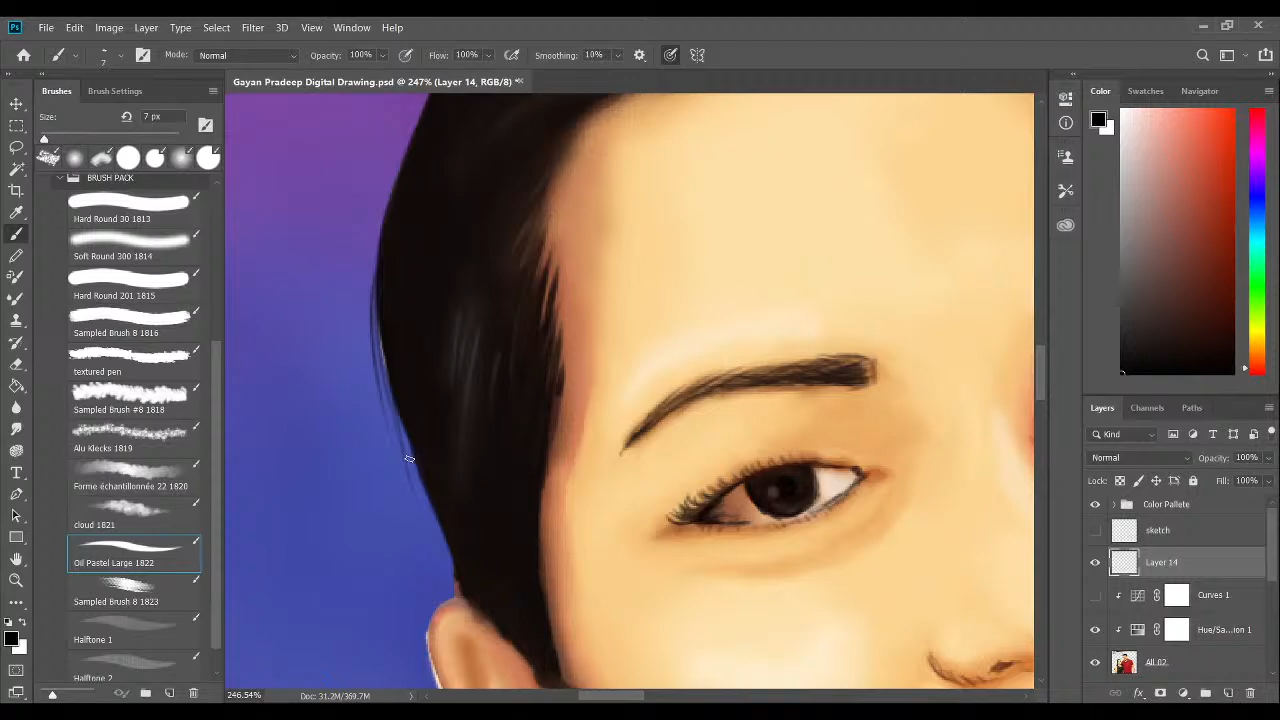 Ps File Edit Image Layer Type Select Filter 3D View Window Help
7 Mode: Normal Opacity: 100% Flow: 100% Smoothing: 10%
Gayan Pradeep Digital Drawing.psd @ 247% (Layer 14, RGB/8) *
Brushes Brush Settings
Size: 7 px
BRUSH PACK
Hard Round 30 1813
Soft Round 300 1814
Hard Round 201 1815
Sampled Brush 8 1816
textured pen
Sampled Brush #8 1818
Alu Klecks 1819
Forme échantillonnée 22 1820
cloud 1821
Oil Pastel Large 1822
Sampled Brush 8 1823
Halftone 1
Halftone 2
246.54% Doc: 31.2M/369.7M
Color Swatches Navigator
Layers Channels Paths
Kind
Normal Opacity: 100%
Lock: Fill: 100%
Color Pallete
sketch
Layer 14
Curves 1
Hue/Sa...ion 1
All 02
fx